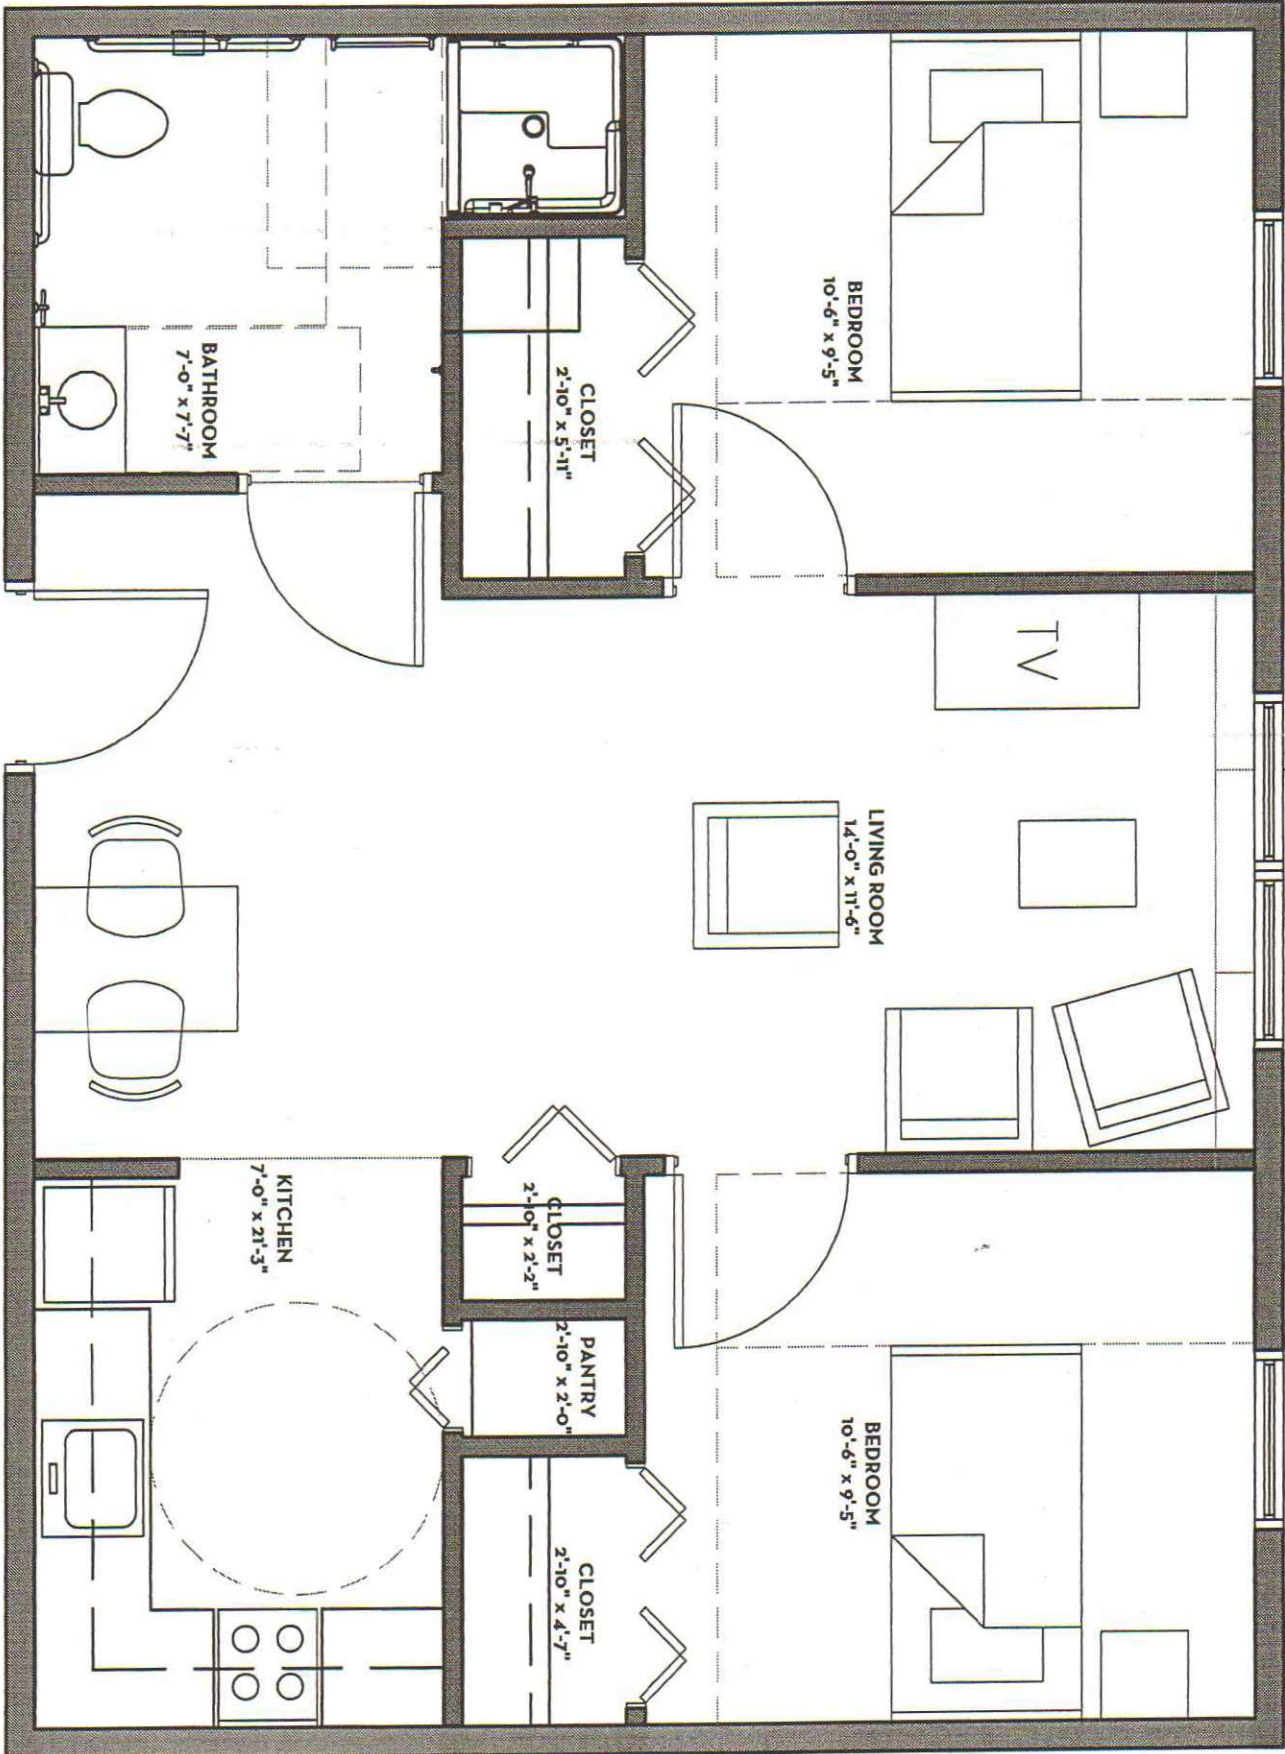 TV
BEDROOM
10'-6" x 9'-5"
LIVING ROOM
14'-0" x 11'-6"
BEDROOM
10'-6" x 9'-5"
CLOSET
2'-10" x 5'-11"
CLOSET
2'-10" x 2'-2"
PANTRY
2'-10" x 2'-0"
CLOSET
2'-10" x 4'-7"
BATHROOM
7'-0" x 7'-7"
KITCHEN
7'-0" x 21'-3"